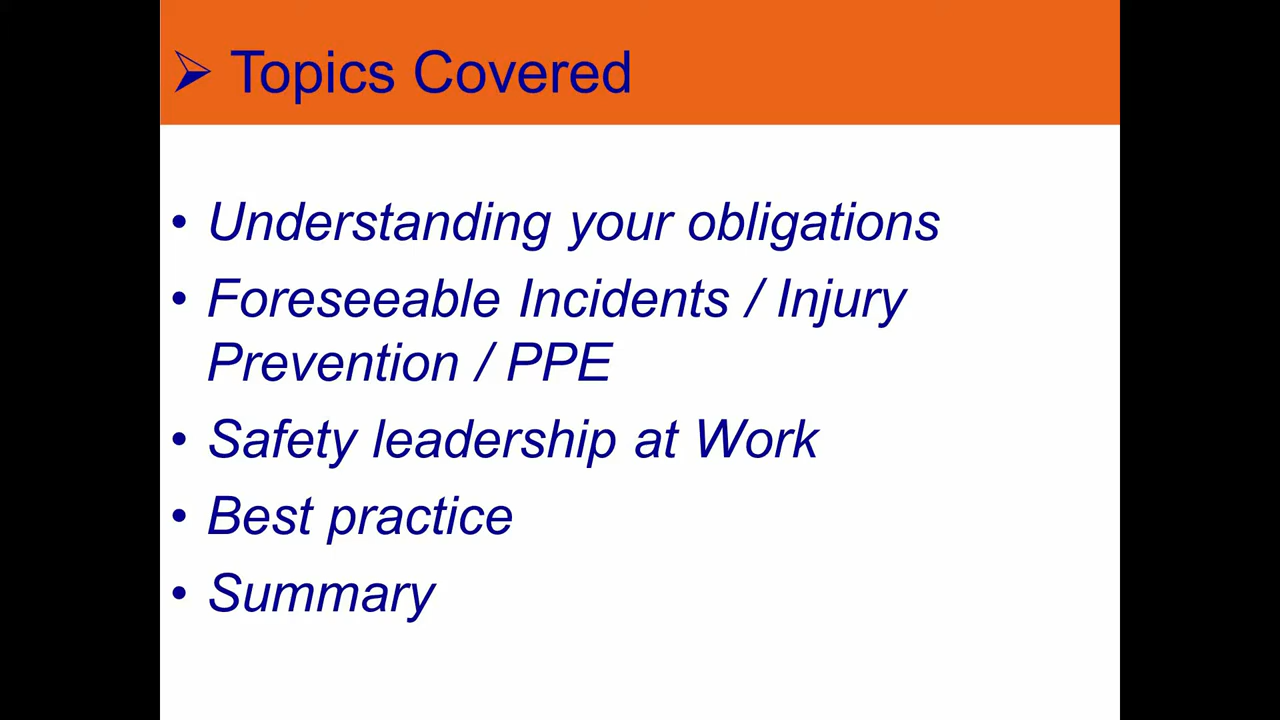 Topics Covered
• Understanding your obligations
• Foreseeable Incidents / Injury
Prevention / PPE
• Safety leadership at Work
• Best practice
• Summary